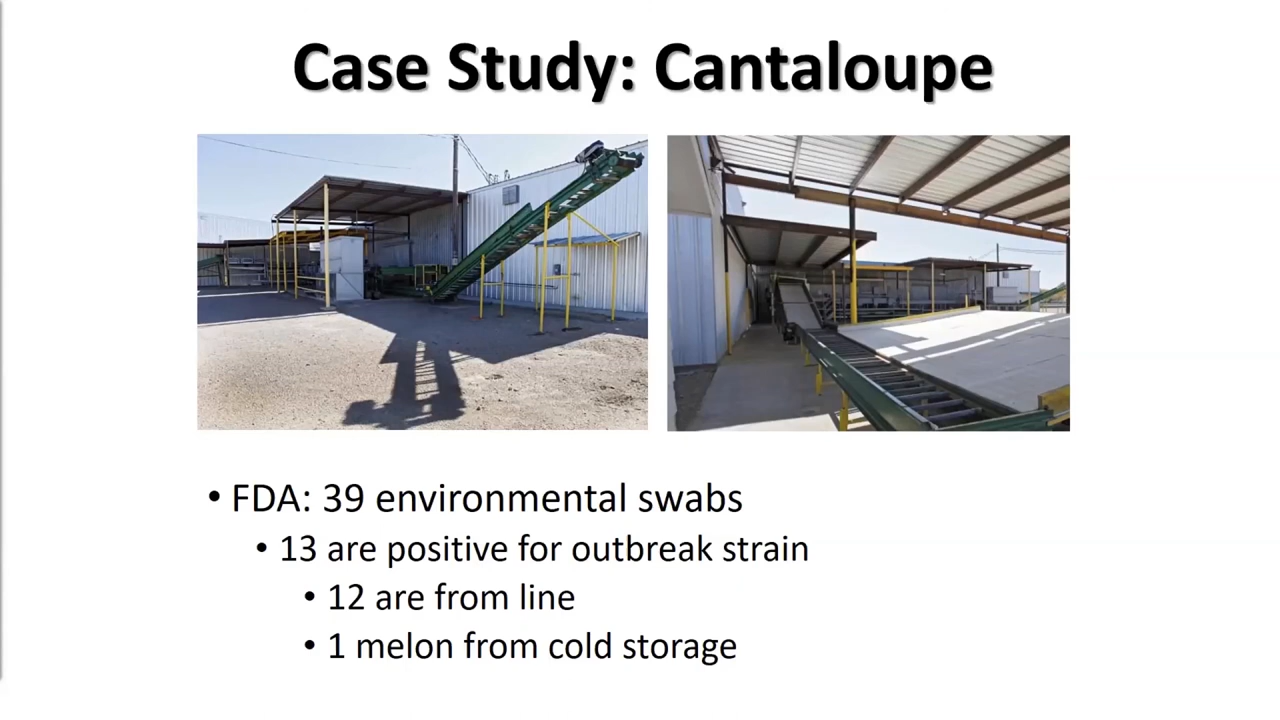 Case Study: Cantaloupe
• FDA: 39 environmental swabs
• 13 are positive for outbreak strain
• 12 are from line
• 1 melon from cold storage